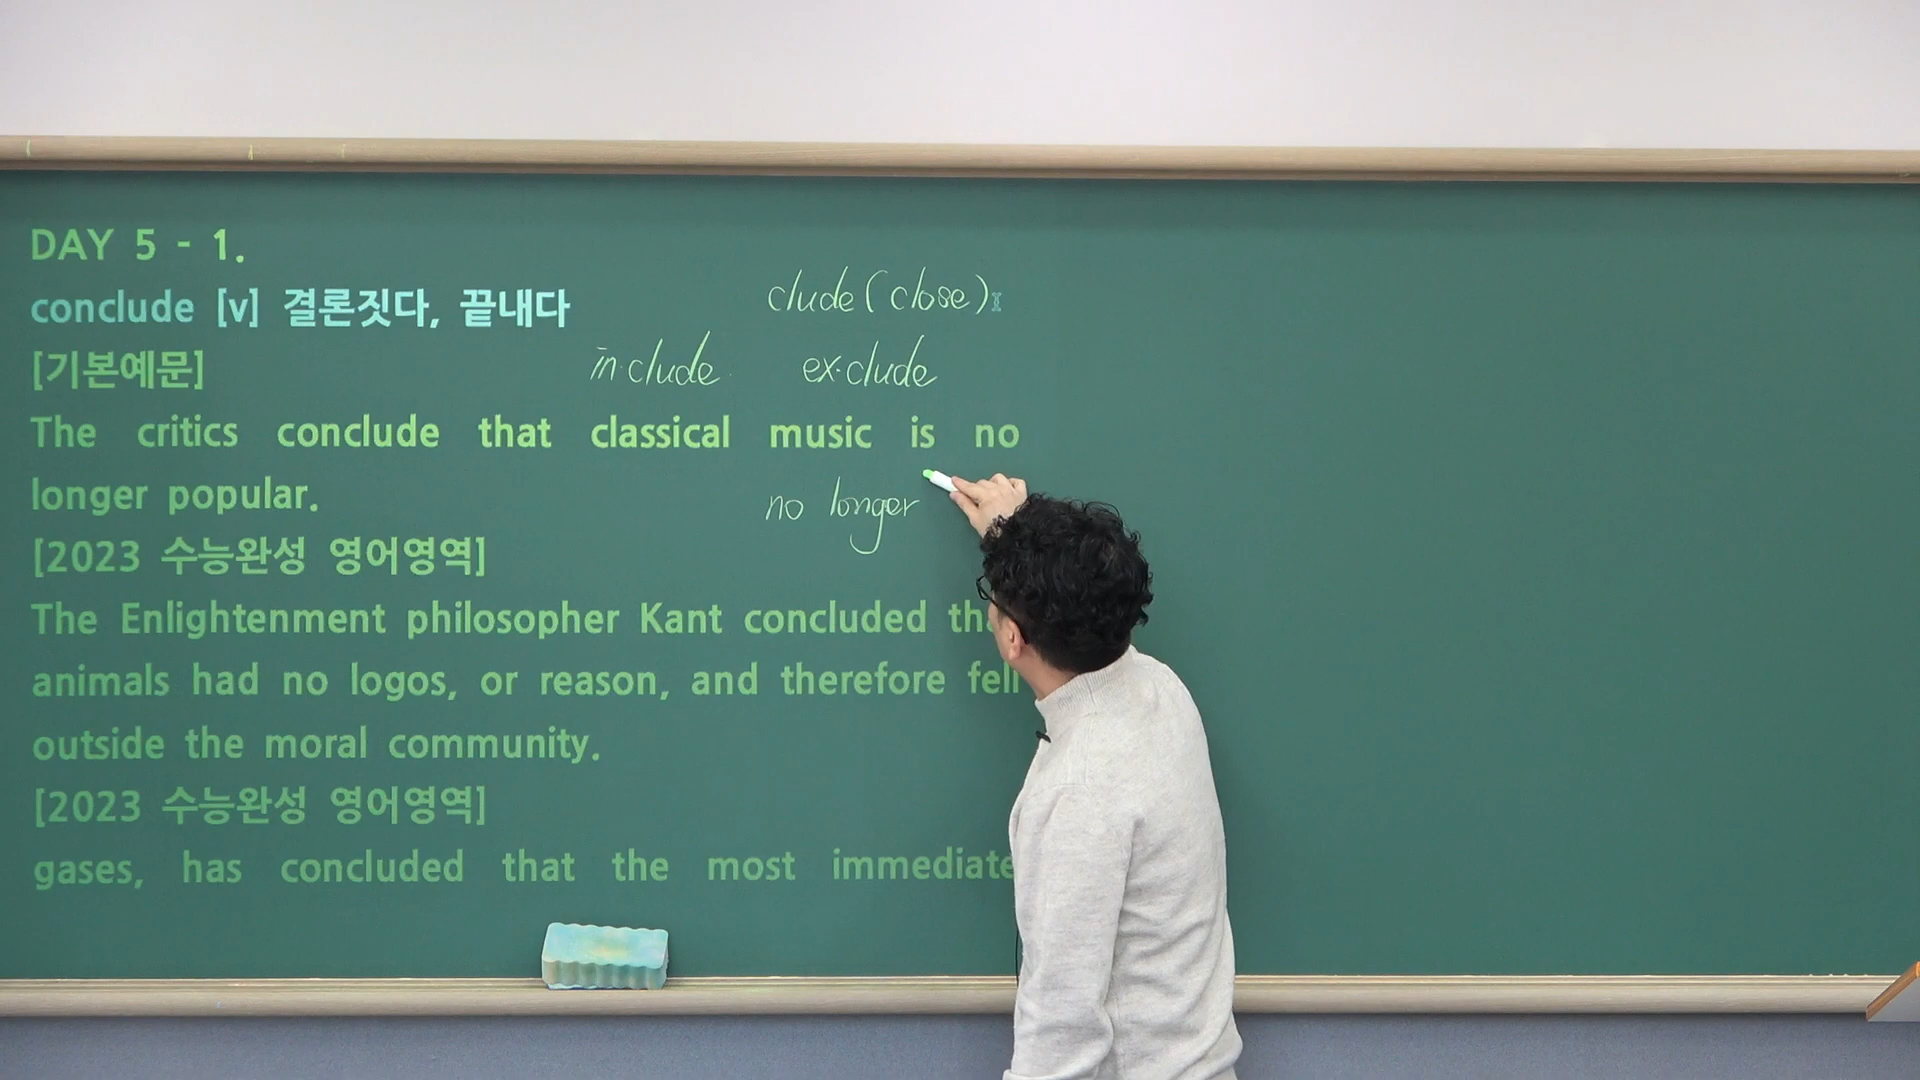 DAY 5 - 1.
conclude [v] 결론짓다, 끝내다
clude (close)
[기본예문]
in·clude ex·clude
The critics conclude that classical music is no
longer popular.
no longer
[2023 수능완성 영어영역]
The Enlightenment philosopher Kant concluded
animals had no logos, or reason, and therefore fell
outside the moral community.
[2023 수능완성 영어영역]
gases, has concluded that the most immediate